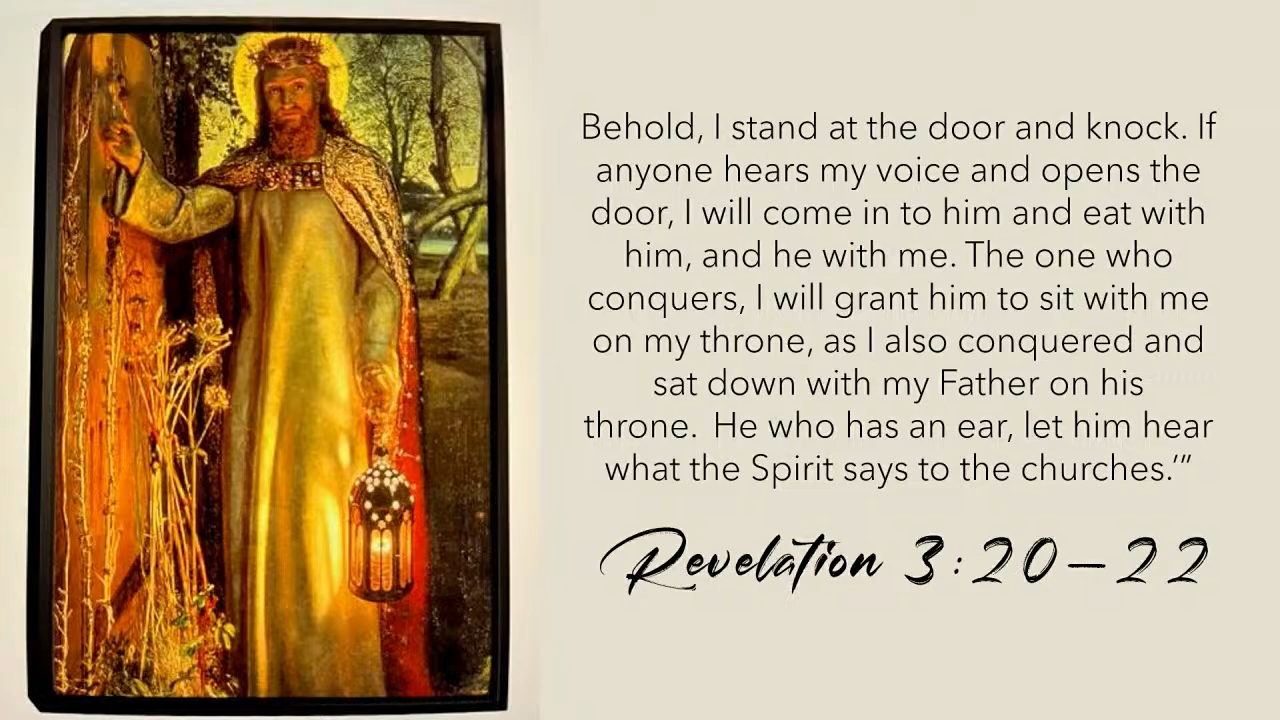 Behold, I stand at the door and knock. If
anyone hears my voice and opens the
door, I will come in to him and eat with
him, and he with me. The one who
conquers, I will grant him to sit with me
on my throne, as I also conquered and
sat down with my Father on his
throne. He who has an ear, let him hear
what the Spirit says to the churches.’”
Revelation 3:20–22